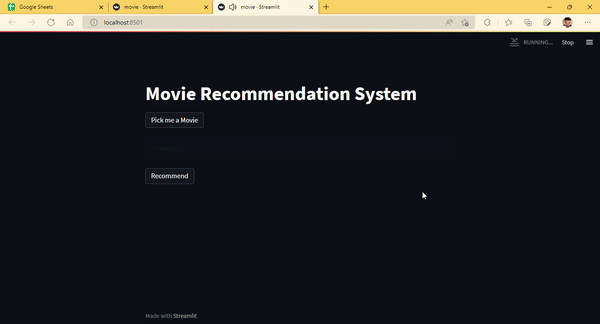 Google Sheets
movie · Streamlit
movie · Streamlit
localhost:8501
RUNNING...
Stop
Movie Recommendation System
Pick me a Movie
Recommend
Made with Streamlit